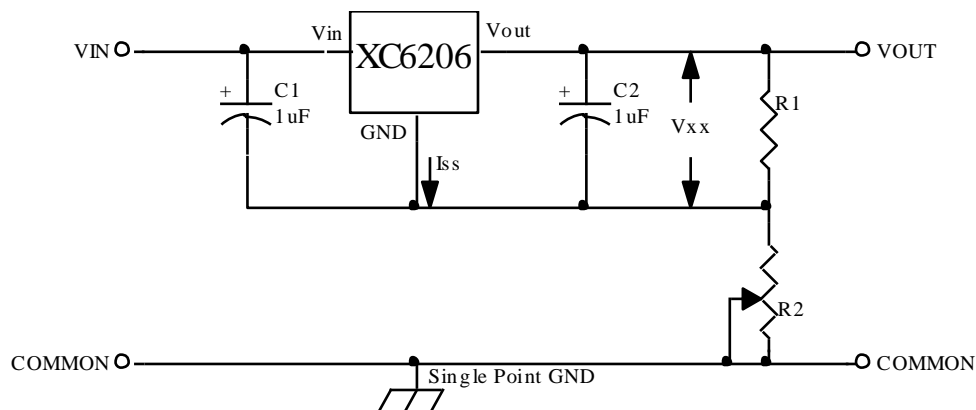 VIN
Vin
XC6206
Vout
VOUT
+
C1
1uF
GND
Iss
+
C2
1uF
Vxx
R1
R2
COMMON
Single Point GND
COMMON